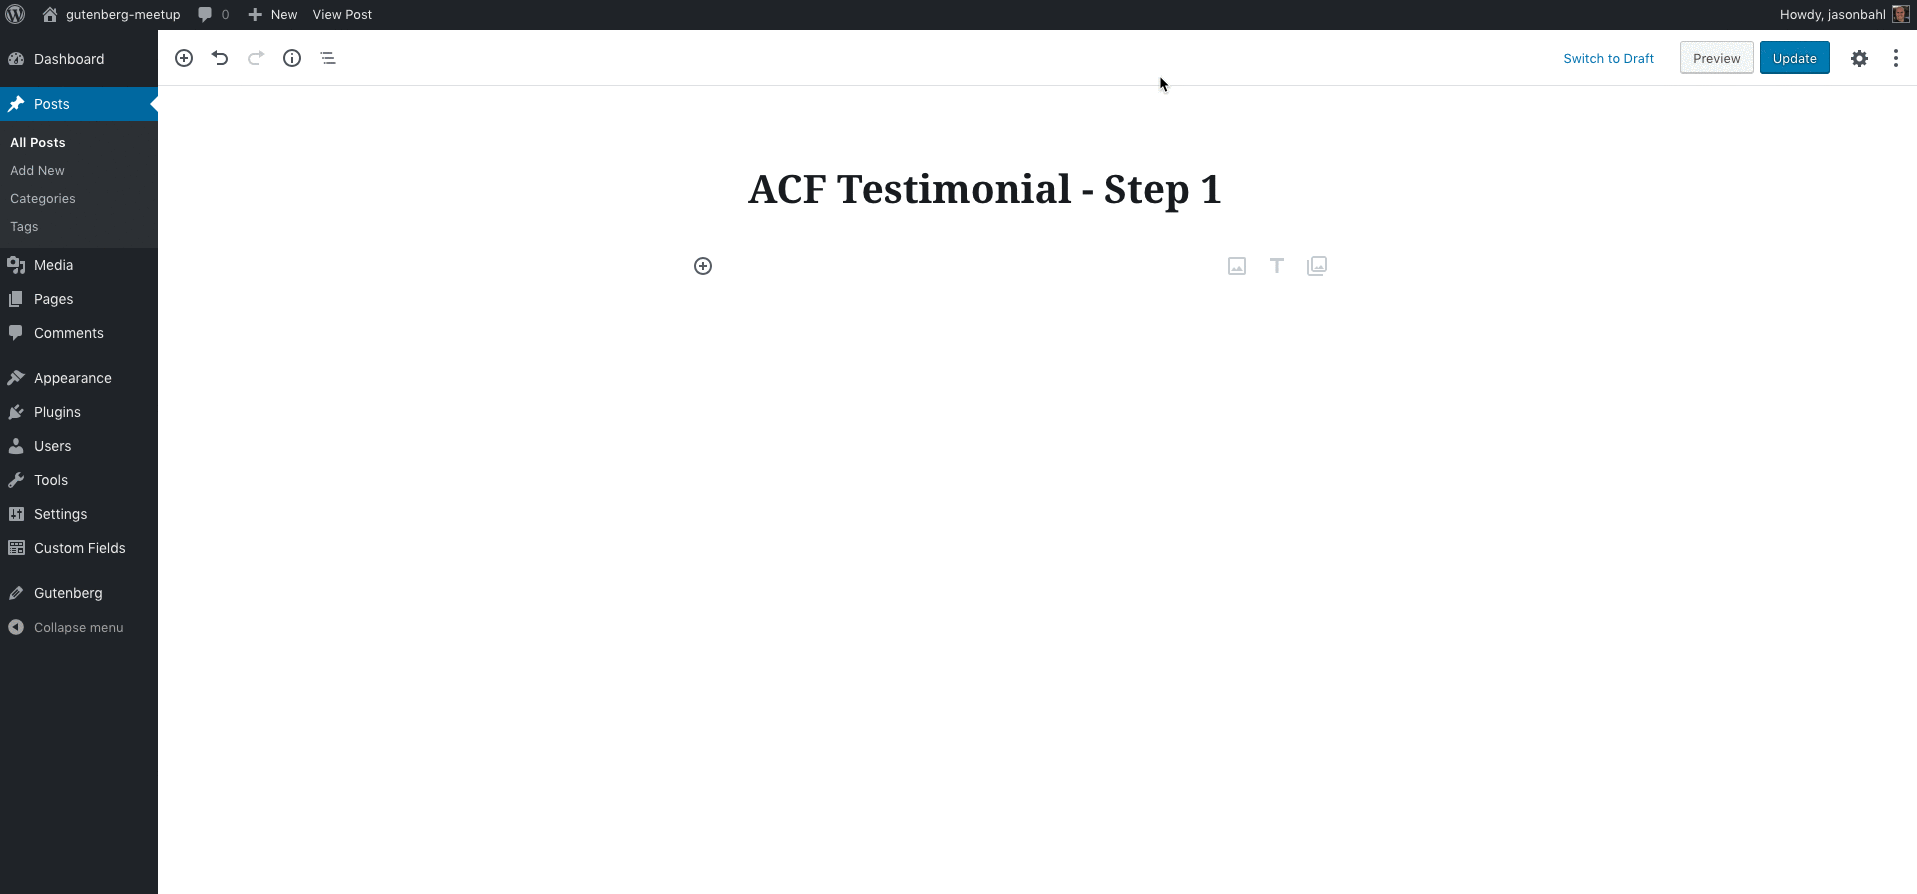 gutenberg-meetup 0 New View Post Howdy, jasonbahl
Dashboard
Posts
All Posts
Add New
Categories
Tags
Media
Pages
Comments
Appearance
Plugins
Users
Tools
Settings
Custom Fields
Gutenberg
Collapse menu
Switch to Draft Preview Update
ACF Testimonial - Step 1